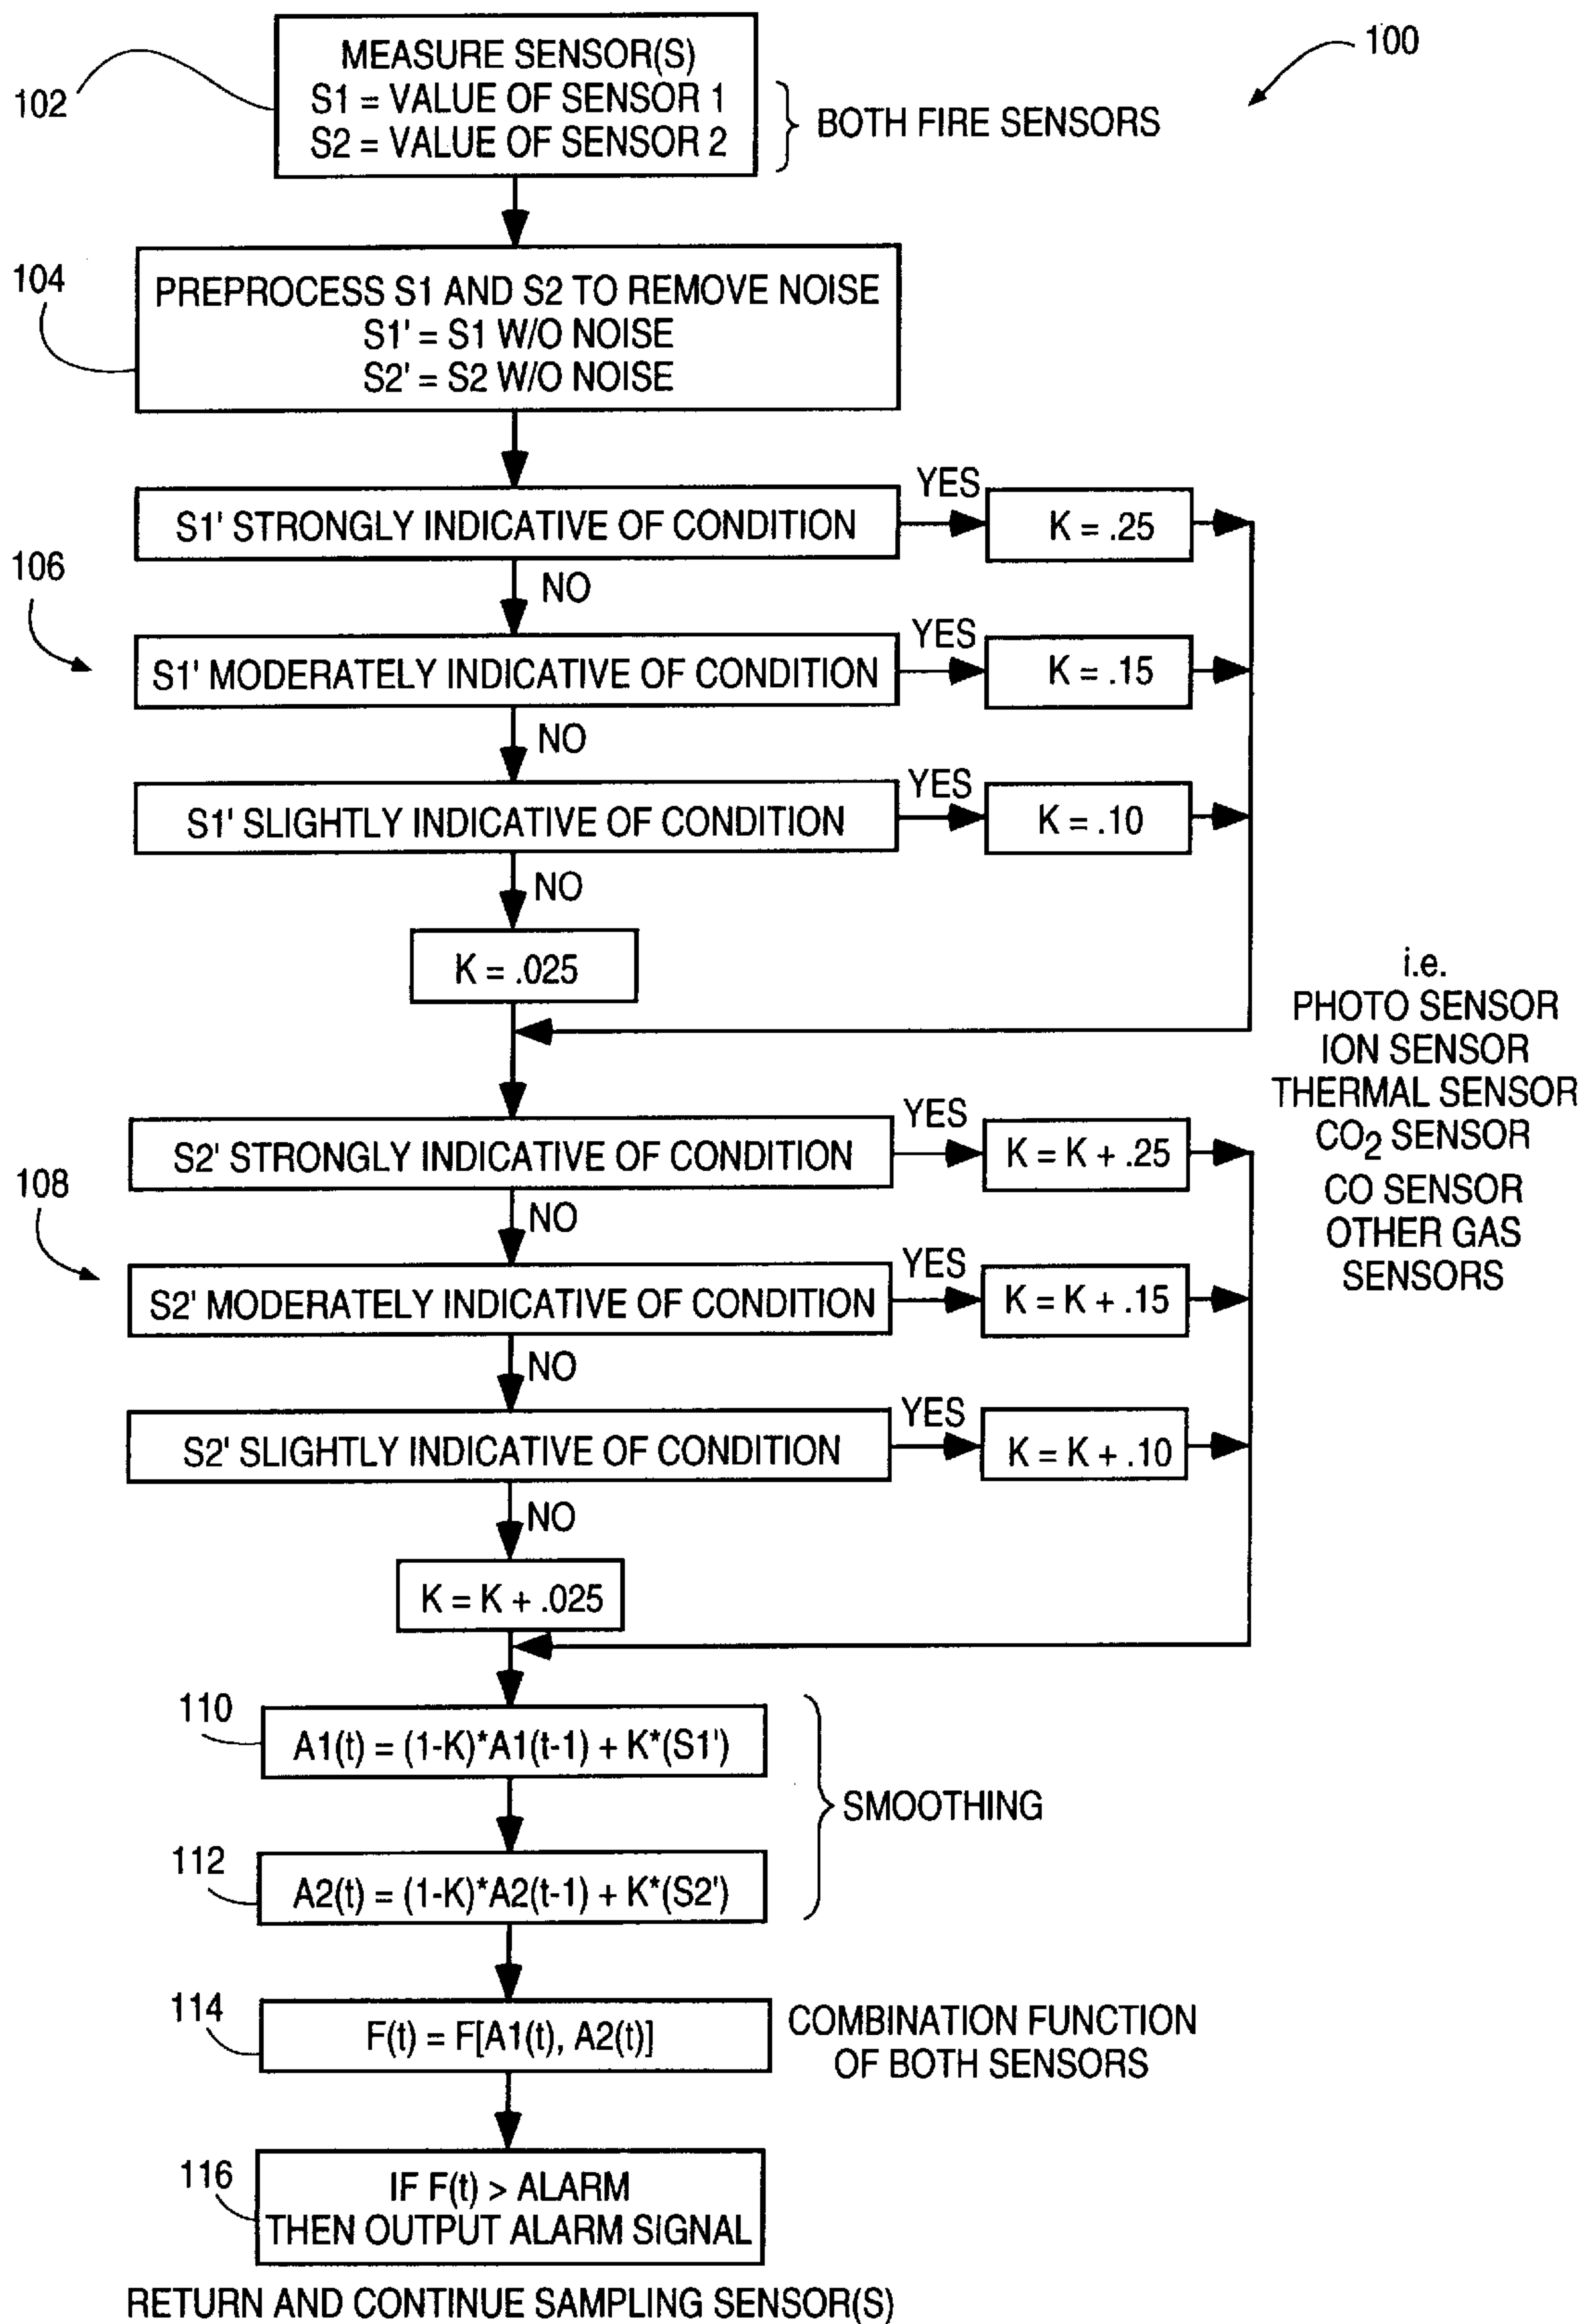 100
102
MEASURE SENSOR(S)
S1 = VALUE OF SENSOR 1
S2 = VALUE OF SENSOR 2
BOTH FIRE SENSORS
104
PREPROCESS S1 AND S2 TO REMOVE NOISE
S1' = S1 W/O NOISE
S2' = S2 W/O NOISE
106
S1' STRONGLY INDICATIVE OF CONDITION
YES
K = .25
NO
S1' MODERATELY INDICATIVE OF CONDITION
YES
K = .15
NO
S1' SLIGHTLY INDICATIVE OF CONDITION
YES
K = .10
NO
K = .025
i.e.
PHOTO SENSOR
ION SENSOR
THERMAL SENSOR
CO2 SENSOR
CO SENSOR
OTHER GAS
SENSORS
108
S2' STRONGLY INDICATIVE OF CONDITION
YES
K = K + .25
NO
S2' MODERATELY INDICATIVE OF CONDITION
YES
K = K + .15
NO
S2' SLIGHTLY INDICATIVE OF CONDITION
YES
K = K + .10
NO
K = K + .025
110
A1(t) = (1-K)*A1(t-1) + K*(S1')
SMOOTHING
112
A2(t) = (1-K)*A2(t-1) + K*(S2')
114
F(t) = F[A1(t), A2(t)]
COMBINATION FUNCTION
OF BOTH SENSORS
116
IF F(t) > ALARM
THEN OUTPUT ALARM SIGNAL
RETURN AND CONTINUE SAMPLING SENSOR(S)